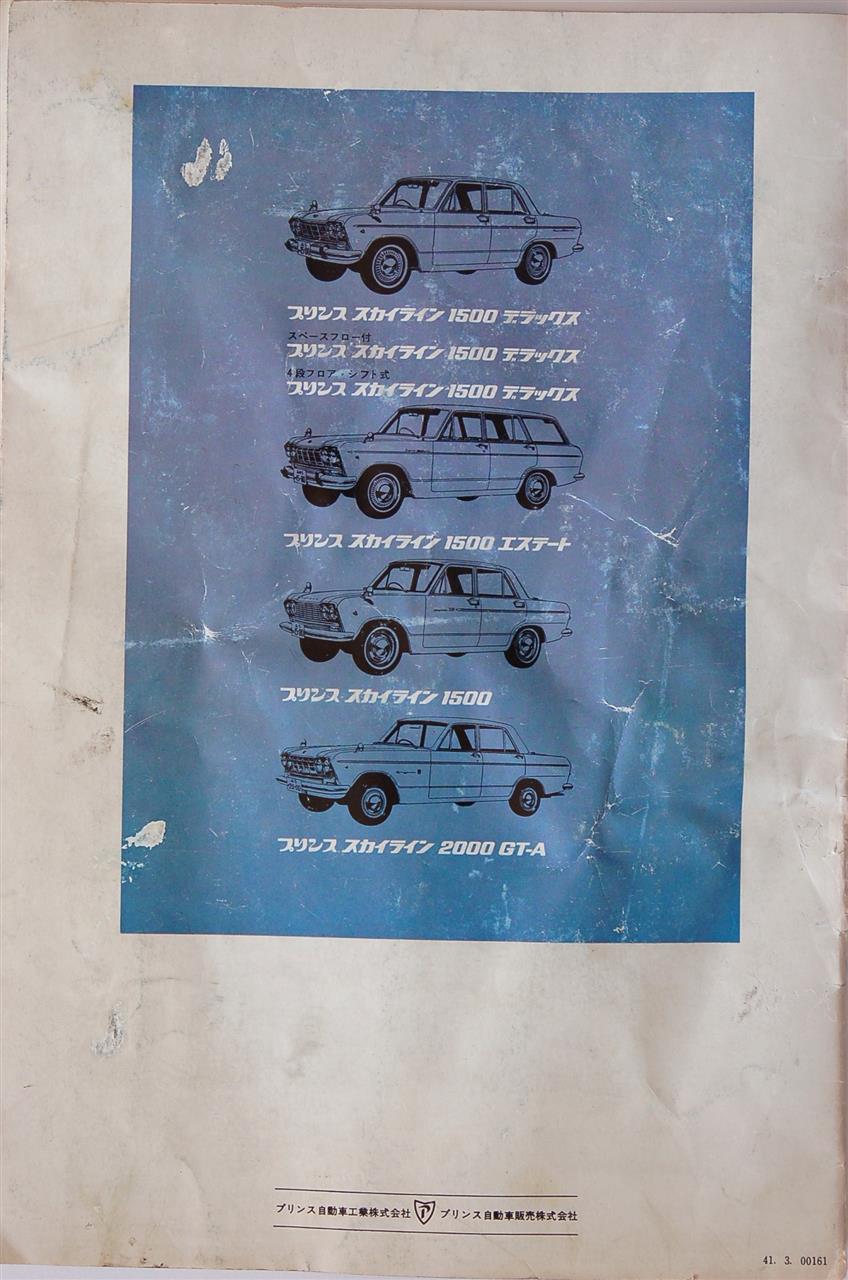 プリンス スカイライン 1500 デラックス
スペースフロー付
プリンス スカイライン 1500 デラックス
4段フロア・シフト式
プリンス スカイライン 1500 デラックス
プリンス スカイライン 1500 エステート
プリンス スカイライン 1500
プリンス スカイライン 2000 GT-A
プリンス自動車工業株式会社 P プリンス自動車販売株式会社
41. 3. 00161